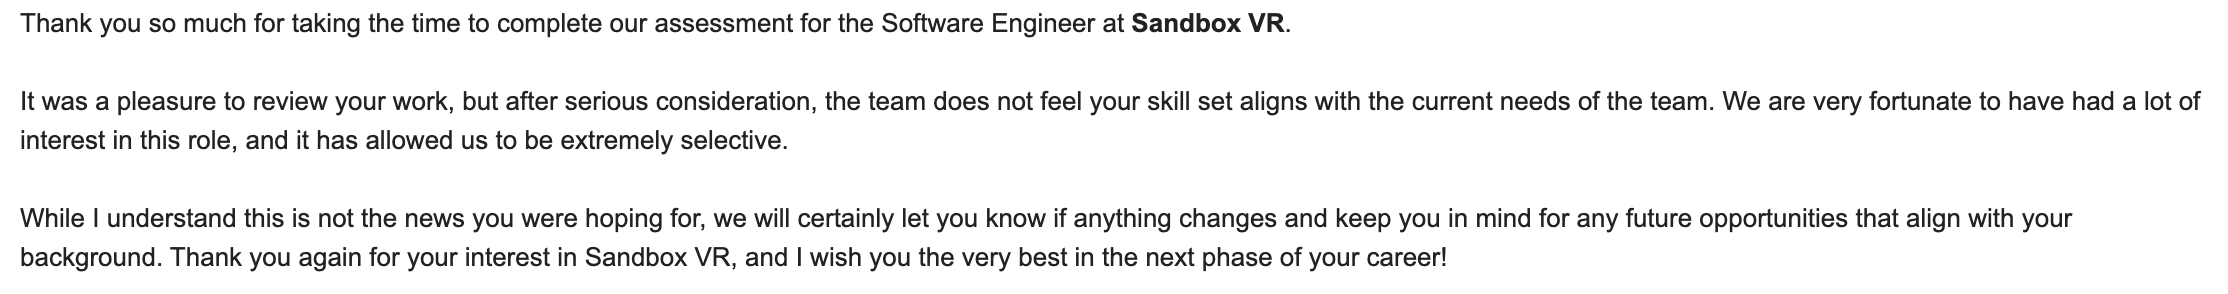 Thank you so much for taking the time to complete our assessment for the Software Engineer at Sandbox VR.
It was a pleasure to review your work, but after serious consideration, the team does not feel your skill set aligns with the current needs of the team. We are very fortunate to have had a lot of
interest in this role, and it has allowed us to be extremely selective.
While I understand this is not the news you were hoping for, we will certainly let you know if anything changes and keep you in mind for any future opportunities that align with your
background. Thank you again for your interest in Sandbox VR, and I wish you the very best in the next phase of your career!